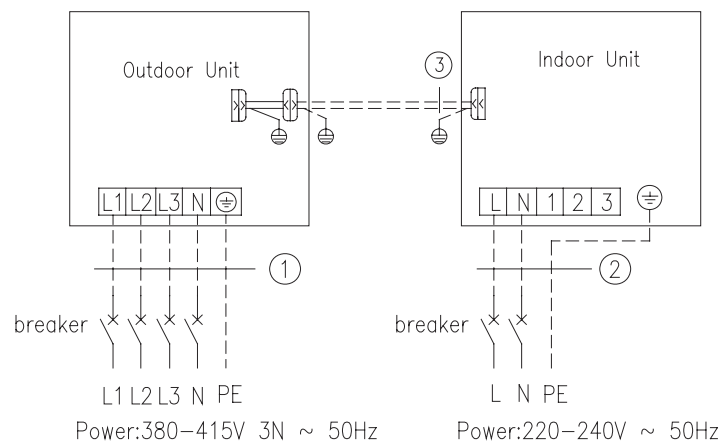 Outdoor Unit
3
Indoor Unit
L1 L2 L3 N
L N 1 2 3
1
2
breaker
breaker
L1 L2 L3 N PE
L N PE
Power:380-415V 3N ~ 50Hz
Power:220-240V ~ 50Hz